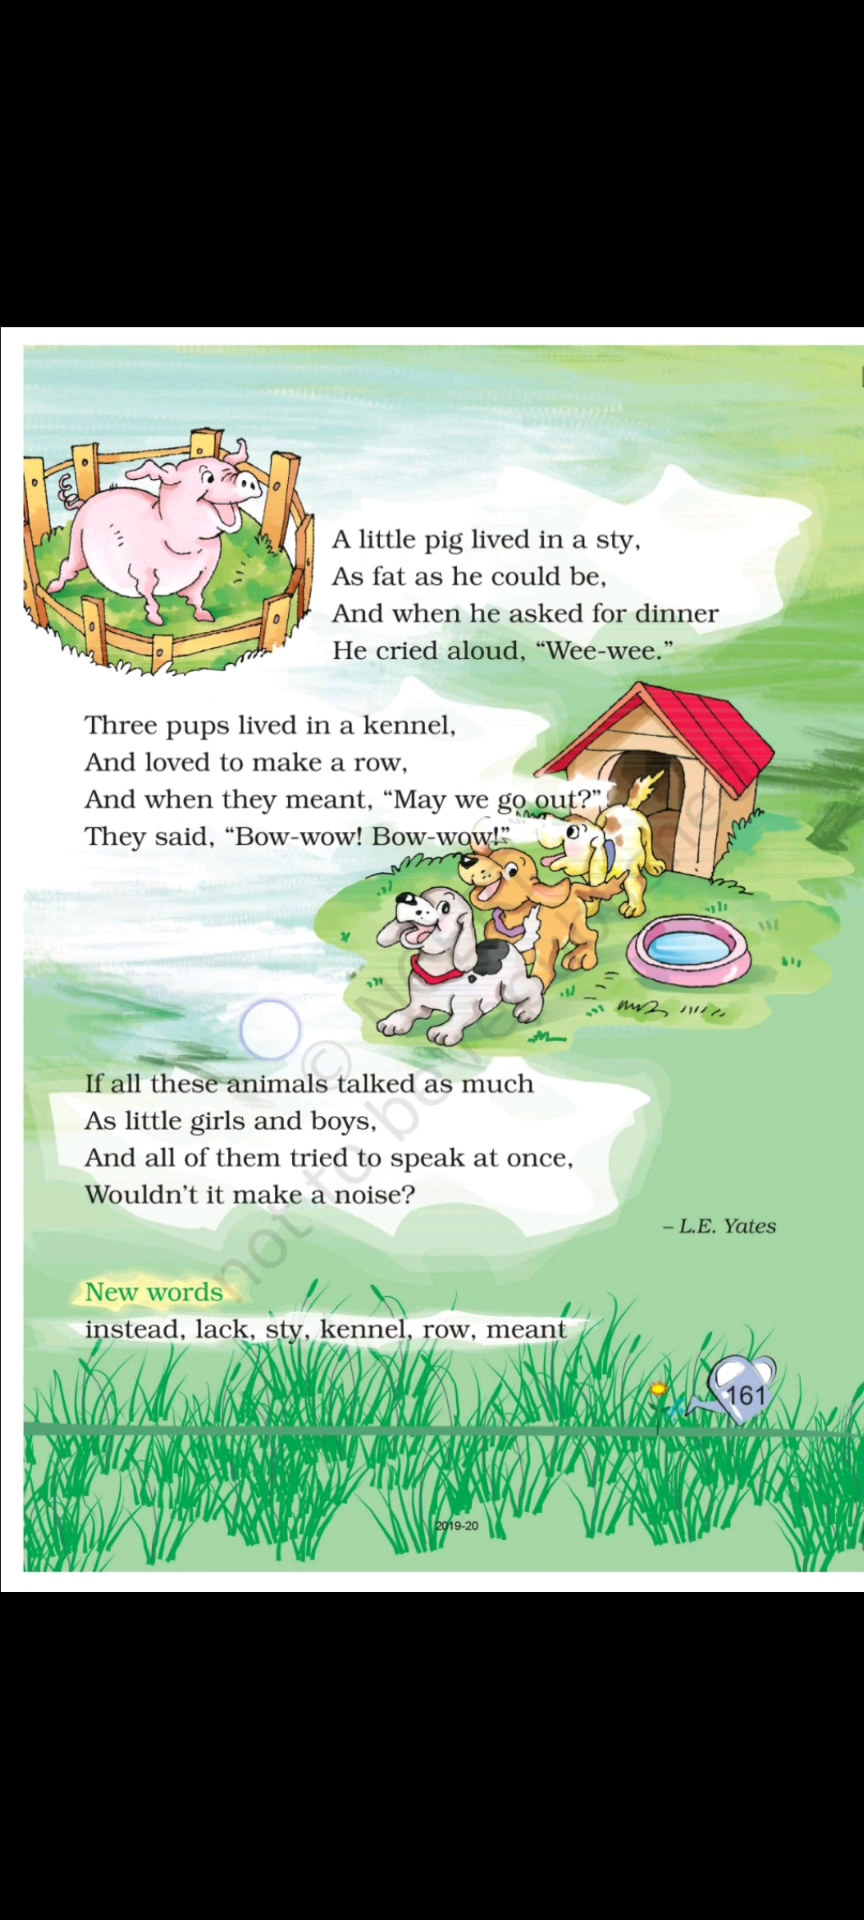 A little pig lived in a sty,
As fat as he could be,
And when he asked for dinner
He cried aloud, “Wee-wee.”
Three pups lived in a kennel,
And loved to make a row,
And when they meant, “May we go out?”
They said, “Bow-wow! Bow-wow!”
If all these animals talked as much
As little girls and boys,
And all of them tried to speak at once,
Wouldn’t it make a noise?
– L.E. Yates
New words
instead, lack, sty, kennel, row, meant
161
2019-20
©
not to be